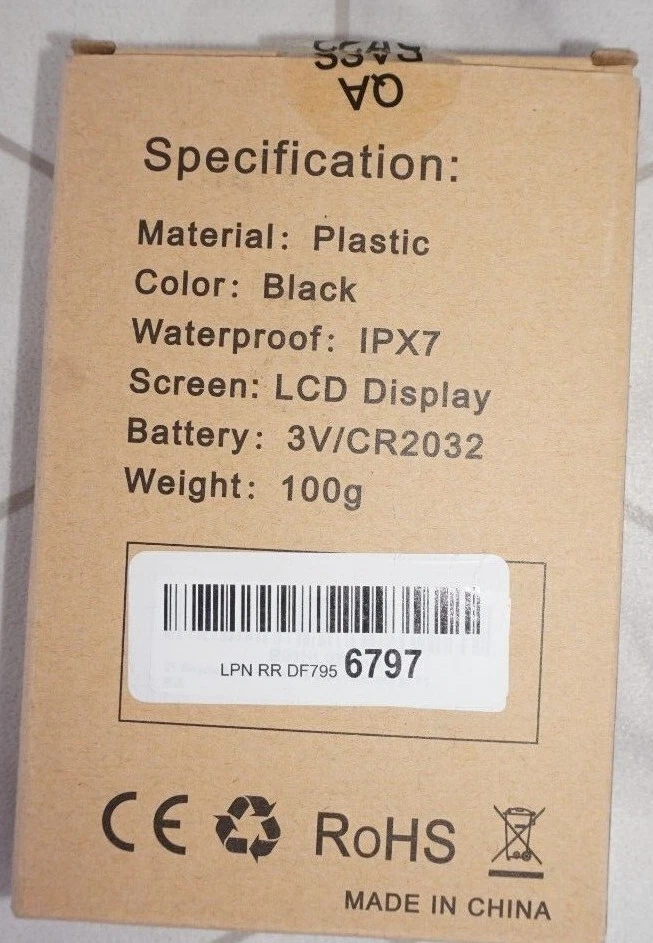 QA
PASS
Specification:
Material: Plastic
Color: Black
Waterproof: IPX7
Screen: LCD Display
Battery: 3V/CR2032
Weight: 100g
LPN RR DF795 6797
CE RoHS
MADE IN CHINA